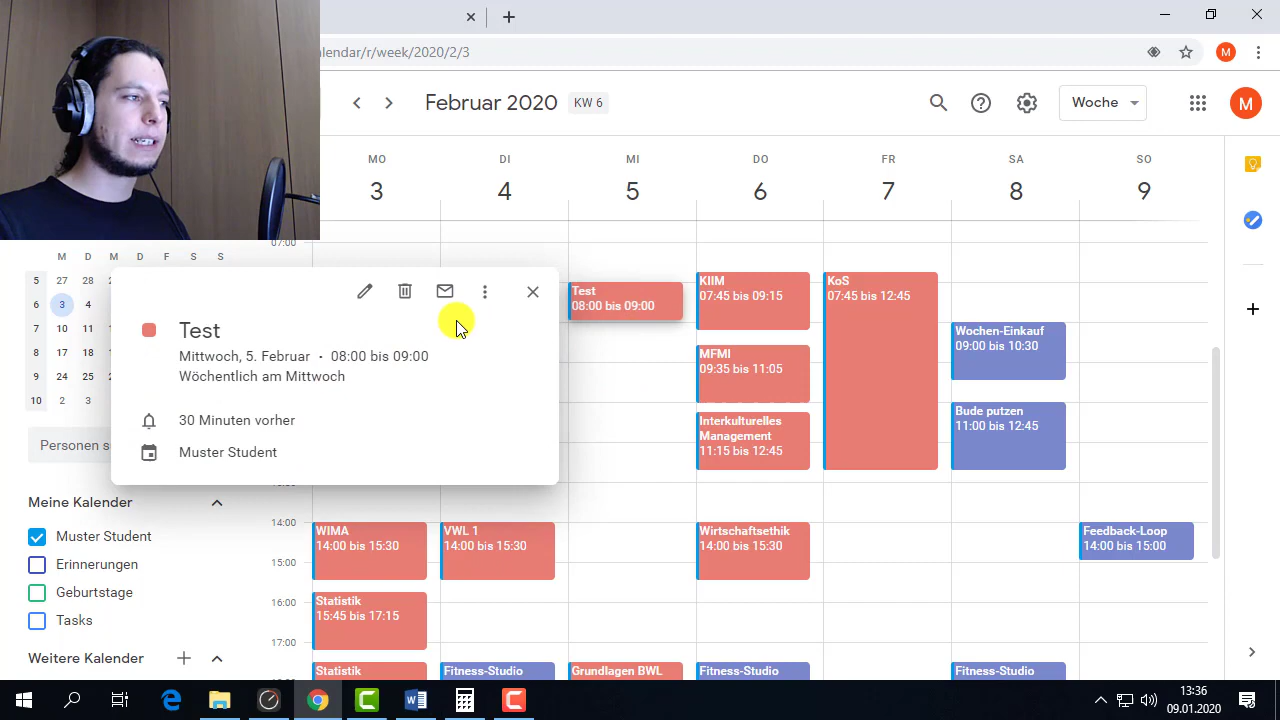 alendar/r/week/2020/2/3
M
Februar 2020 KW 6
Woche
M
MO DI MI DO FR SA SO
3 4 5 6 7 8 9
07:00
M D M D F S S
5 27 28
6 3 4
7 10 11
8 17 18
9 24 25 2
10 2 3
Personen s
Test
Mittwoch, 5. Februar · 08:00 bis 09:00
Wöchentlich am Mittwoch
30 Minuten vorher
Muster Student
Test
08:00 bis 09:00
KIIM
07:45 bis 09:15
MFMI
09:35 bis 11:05
Interkulturelles
Management
11:15 bis 12:45
KoS
07:45 bis 12:45
Wochen-Einkauf
09:00 bis 10:30
Bude putzen
11:00 bis 12:45
Meine Kalender
Muster Student
Erinnerungen
Geburtstage
Tasks
Weitere Kalender
14:00
15:00
16:00
17:00
WIMA
14:00 bis 15:30
VWL 1
14:00 bis 15:30
Wirtschaftsethik
14:00 bis 15:30
Feedback-Loop
14:00 bis 15:00
Statistik
15:45 bis 17:15
Statistik
Fitness-Studio
Grundlagen BWL
Fitness-Studio
Fitness-Studio
13:36
09.01.2020